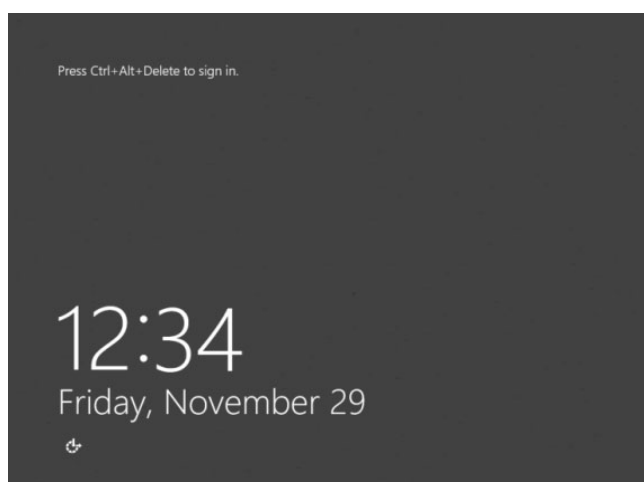 Press Ctrl+Alt+Delete to sign in.
12:34
Friday, November 29